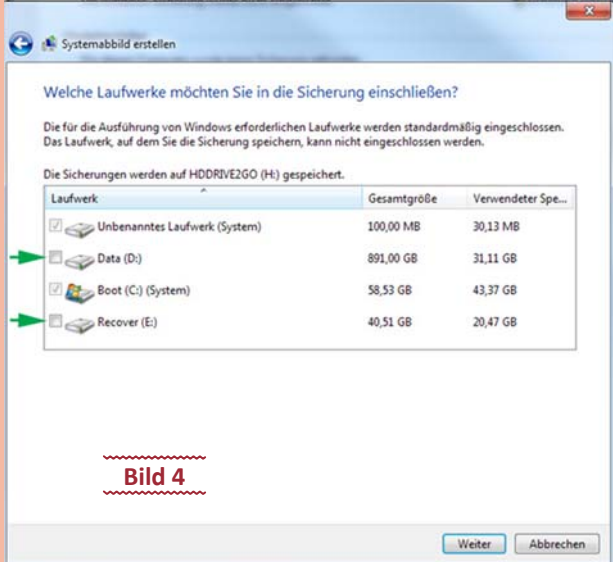 Systemabbild erstellen
Welche Laufwerke möchten Sie in die Sicherung einschließen?
Die für die Ausführung von Windows erforderlichen Laufwerke werden standardmäßig eingeschlossen.
Das Laufwerk, auf dem Sie die Sicherung speichern, kann nicht eingeschlossen werden.
Die Sicherungen werden auf HDDRIVE2GO (H:) gespeichert.
Laufwerk Gesamtgröße Verwendeter Spe...
Unbenanntes Laufwerk (System) 100,00 MB 30,13 MB
Data (D:) 891,00 GB 31,11 GB
Boot (C:) (System) 58,53 GB 43,37 GB
Recover (E:) 40,51 GB 20,47 GB
Bild 4
Weiter Abbrechen